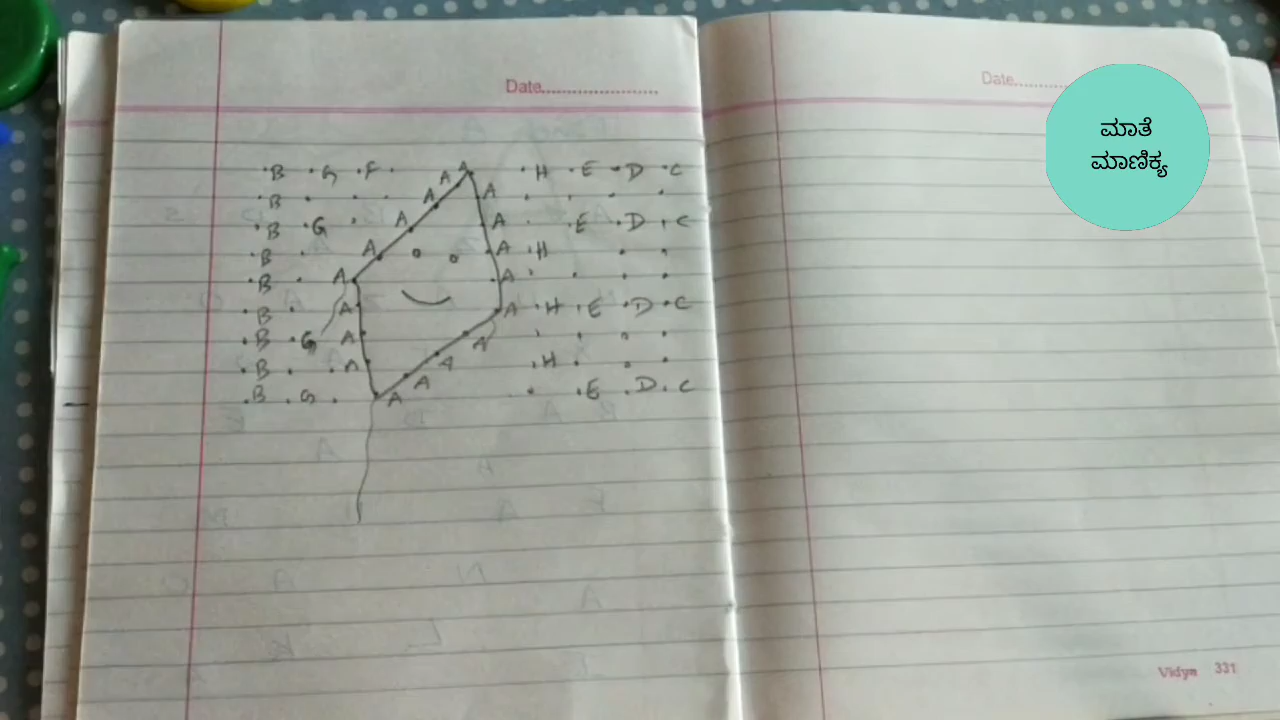 Date
Date
ಮಾತೆ
ಮಾಣಿಕ್ಯ
B G F A A H E D C
B A A
B G A A E D C
B A A H
B A A
B A A H E D C
B G A A
B A A H
B G A A E D C
Vidya 331